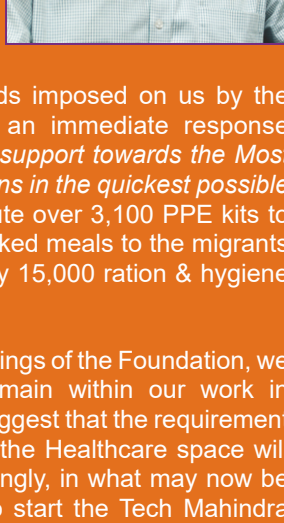 ds imposed on us by the
an immediate response
support towards the Most
ns in the quickest possible
ute over 3,100 PPE kits to
ked meals to the migrants
y 15,000 ration & hygiene
ings of the Foundation, we
main within our work in
ggest that the requirement
the Healthcare space will
ngly, in what may now be
o start the Tech Mahindra